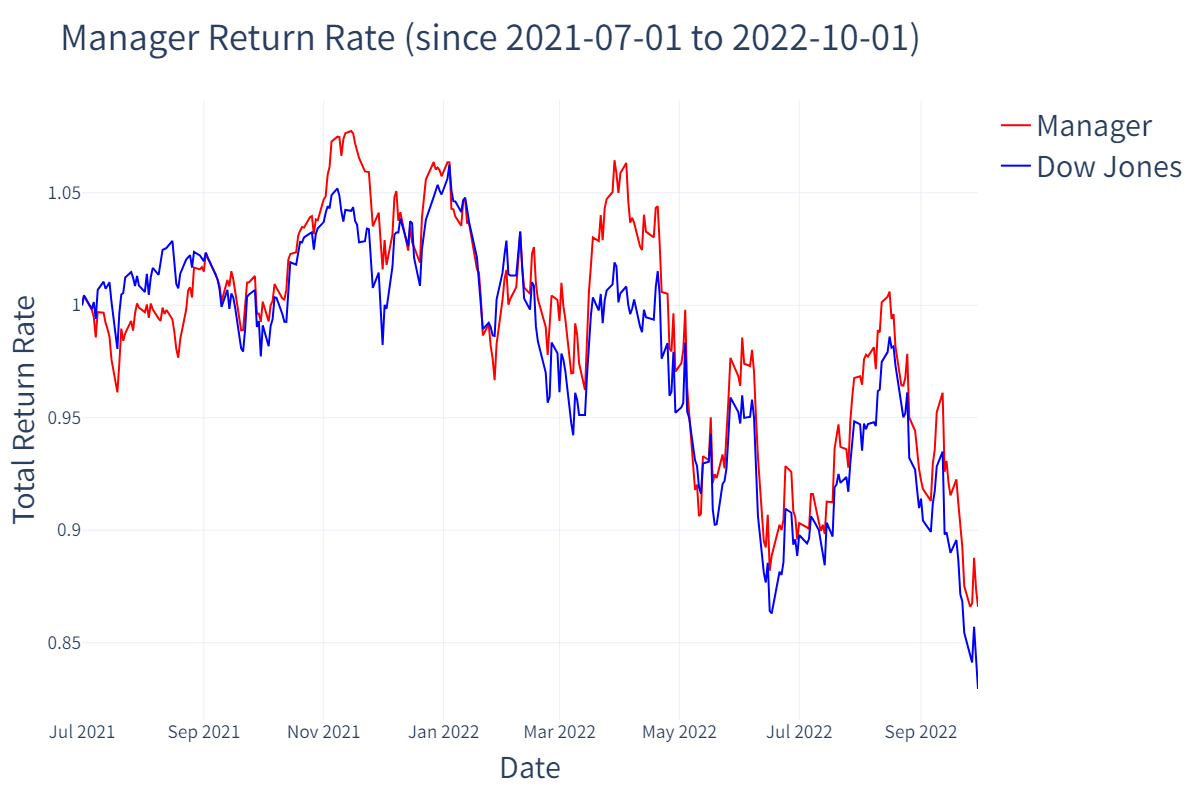 Manager Return Rate (since 2021-07-01 to 2022-10-01)
Manager
Dow Jones
Total Return Rate
1.05
1
0.95
0.9
0.85
Jul 2021 Sep 2021 Nov 2021 Jan 2022 Mar 2022 May 2022 Jul 2022 Sep 2022
Date